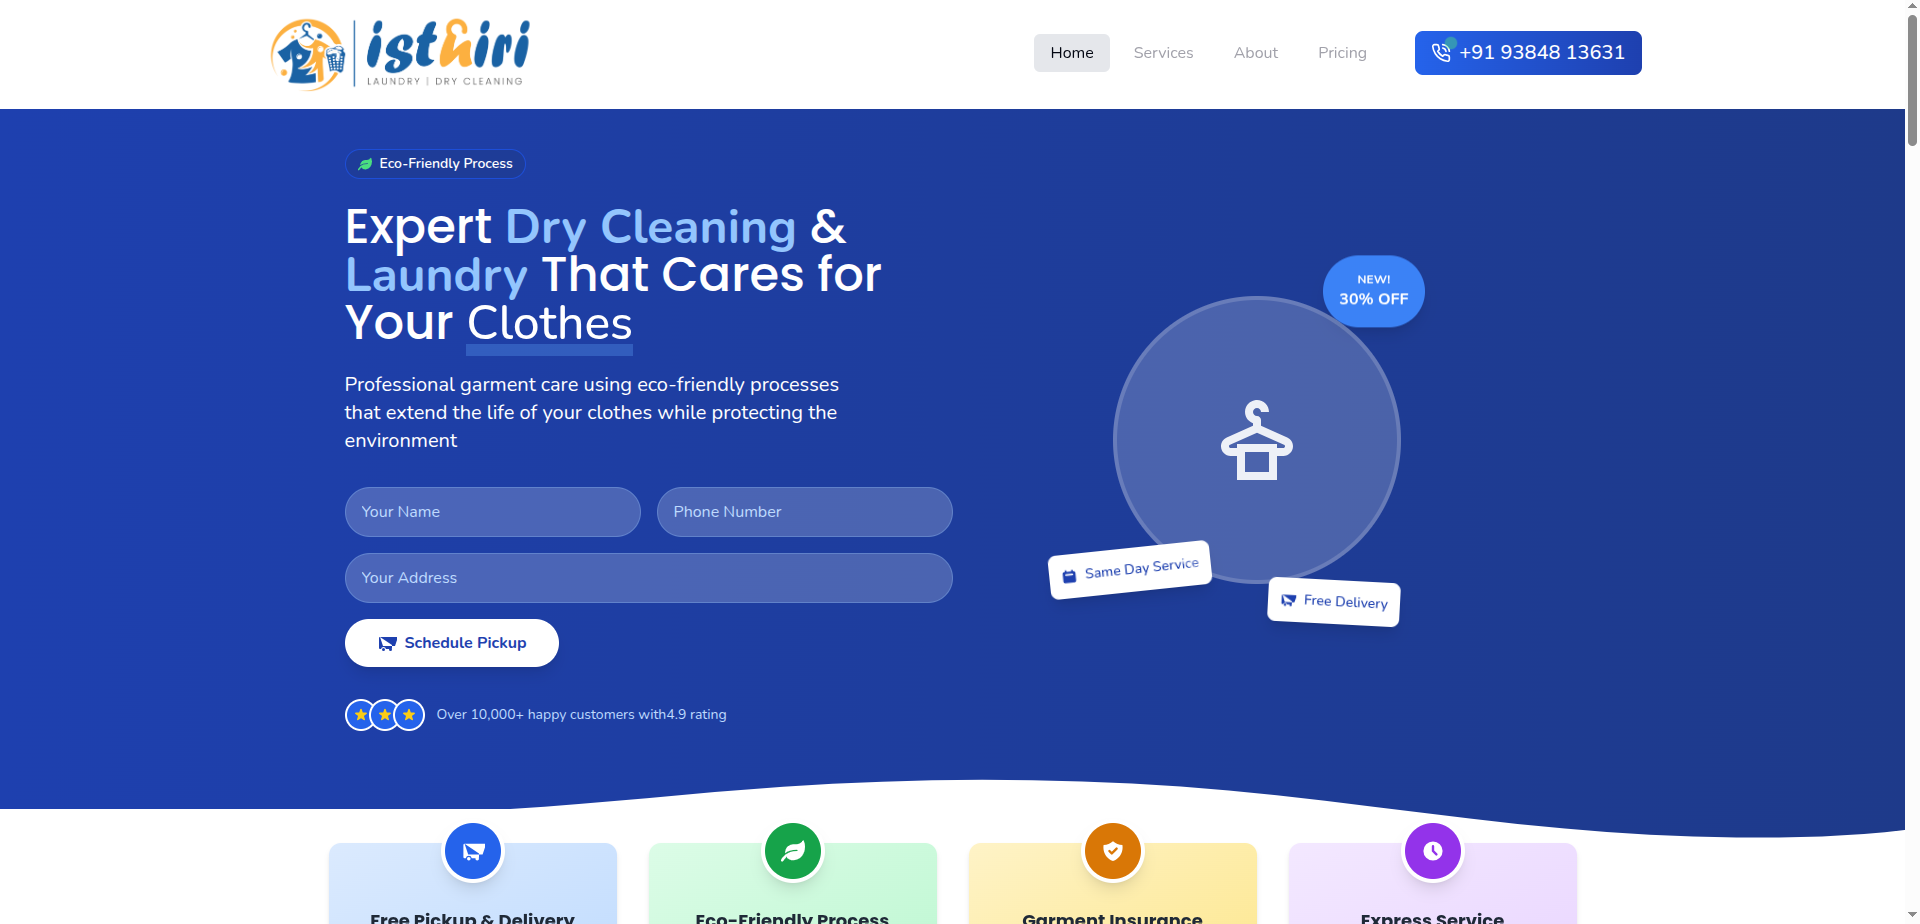 isthiri
LAUNDRY | DRY CLEANING
Home
Services
About
Pricing
+91 93848 13631
Eco-Friendly Process
Expert Dry Cleaning &
Laundry That Cares for
Your Clothes
Professional garment care using eco-friendly processes
that extend the life of your clothes while protecting the
environment
Your Name
Phone Number
Your Address
Schedule Pickup
Over 10,000+ happy customers with4.9 rating
NEW!
30% OFF
Same Day Service
Free Delivery
Free Pickup & Delivery
Eco-Friendly Process
Garment Insurance
Express Service